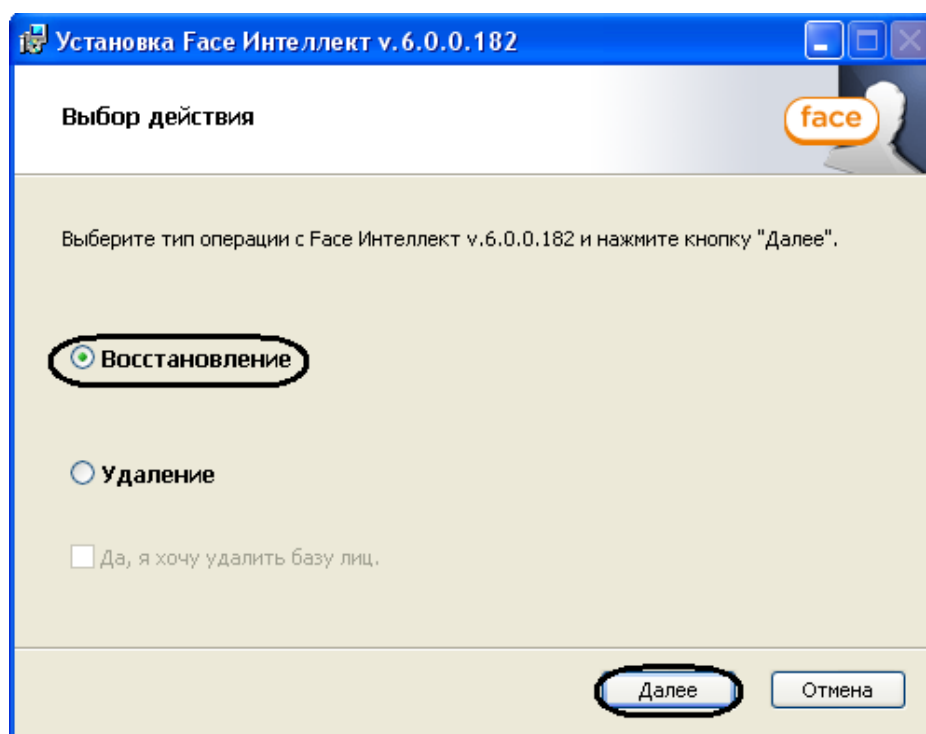 Установка Face Интеллект v.6.0.0.182
Выбор действия
face
Выберите тип операции с Face Интеллект v.6.0.0.182 и нажмите кнопку "Далее".
Восстановление
Удаление
Да, я хочу удалить базу лиц.
Далее
Отмена